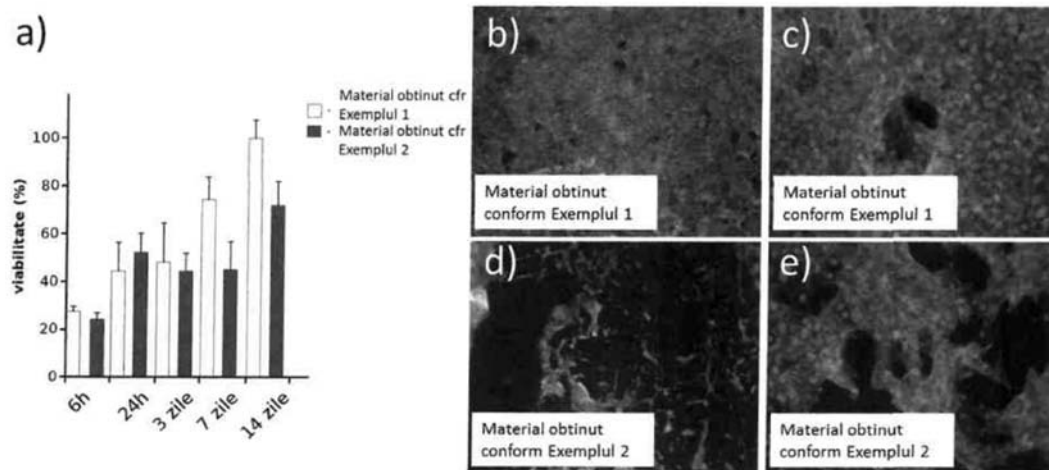 a)
Material obtinut cfr
Exemplul 1
Material obtinut cfr
Exemplul 2
viabilitate (%)
100
80
60
40
20
0
6h
24h
3 zile
7 zile
14 zile
b)
Material obtinut
conform Exemplul 1
c)
Material obtinut
conform Exemplul 1
d)
Material obtinut
conform Exemplul 2
e)
Material obtinut
conform Exemplul 2